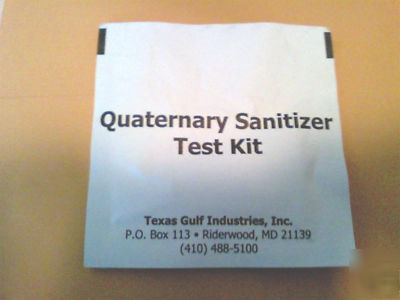 Quaternary Sanitizer
Test Kit
Texas Gulf Industries, Inc.
P.O. Box 113 • Riderwood, MD 21139
(410) 488-5100